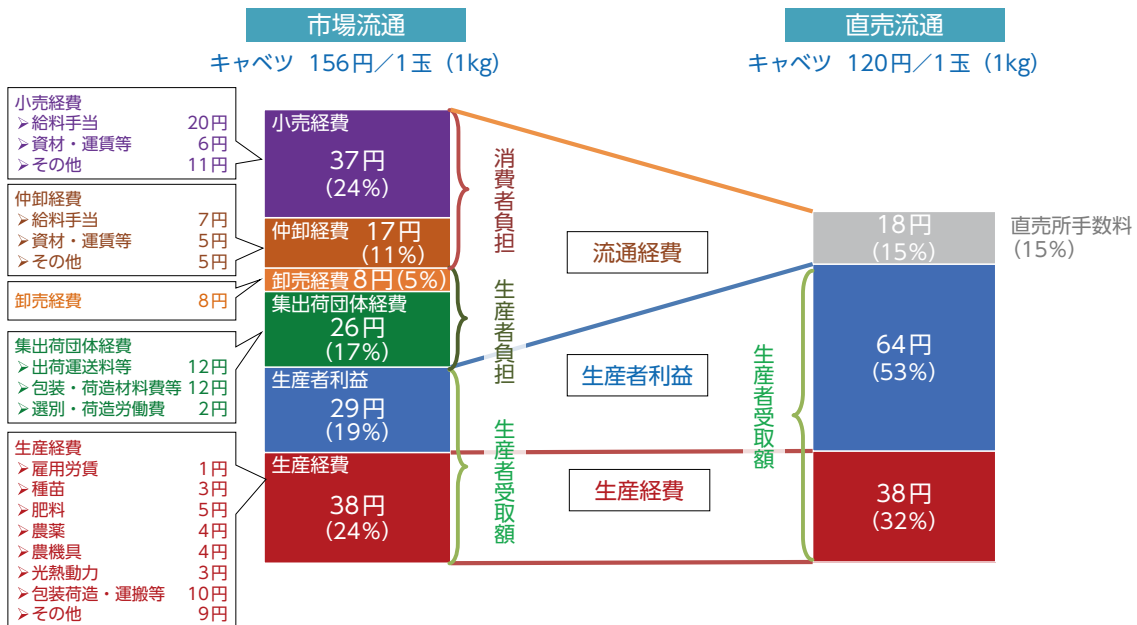 市場流通
キャベツ 156円／1玉（1kg）
直売流通
キャベツ 120円／1玉（1kg）
小売経費
➢給料手当 20円
➢資材・運賃等 6円
➢その他 11円
仲卸経費
➢給料手当 7円
➢資材・運賃等 5円
➢その他 5円
卸売経費 8円
集出荷団体経費
➢出荷運送料等 12円
➢包装・荷造材料費等 12円
➢選別・荷造労働費 2円
生産経費
➢雇用労賃 1円
➢種苗 3円
➢肥料 5円
➢農薬 4円
➢農機具 4円
➢光熱動力 3円
➢包装荷造・運搬等 10円
➢その他 9円
小売経費
37円
(24%)
仲卸経費 17円
(11%)
卸売経費 8円(5%)
集出荷団体経費
26円
(17%)
生産者利益
29円
(19%)
生産経費
38円
(24%)
消費者負担
生産者負担
生産者受取額
流通経費
生産者利益
生産経費
生産者受取額
18円
(15%)
64円
(53%)
38円
(32%)
直売所手数料
(15%)